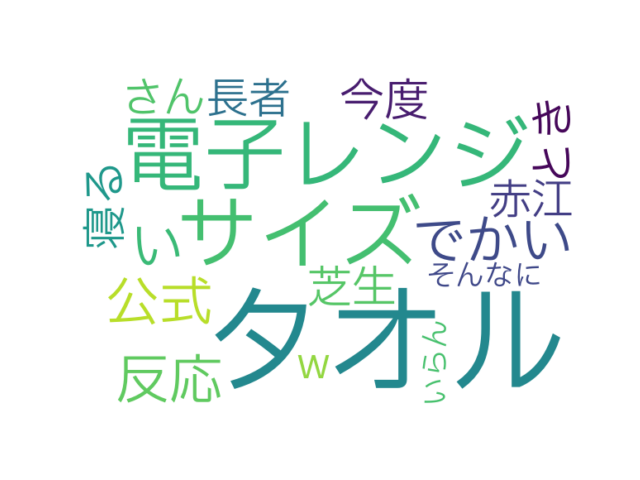 さん
長者
今度
とき
電子レンジ
寝る
い
サイズ
赤江
でかい
公式
芝生
そんなに
タオル
反応
w
いらん